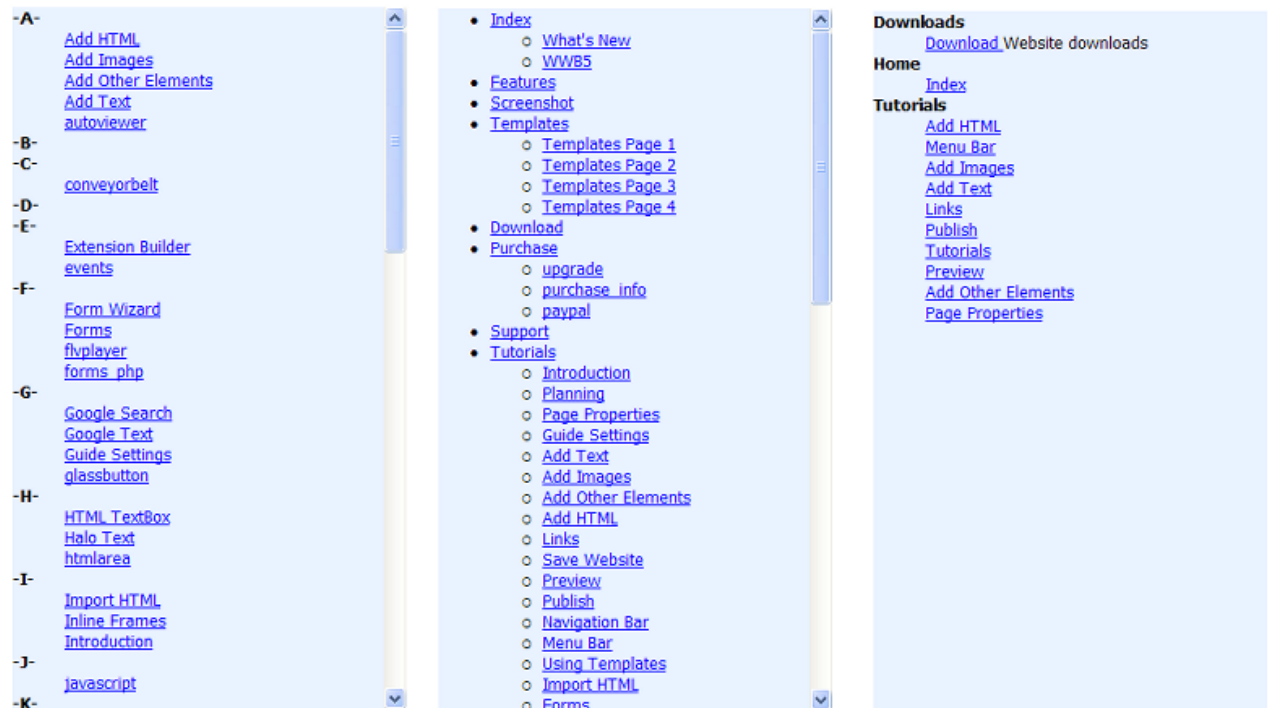 -A-
Add HTML
Add Images
Add Other Elements
Add Text
autoviewer
-B-
-C-
conveyorbelt
-D-
-E-
Extension Builder
events
-F-
Form Wizard
Forms
flvplayer
forms_php
-G-
Google Search
Google Text
Guide Settings
glassbutton
-H-
HTML TextBox
Halo Text
htmlarea
-I-
Import HTML
Inline Frames
Introduction
-J-
javascript
-K-
Index
What's New
WWB5
Features
Screenshot
Templates
Templates Page 1
Templates Page 2
Templates Page 3
Templates Page 4
Download
Purchase
upgrade
purchase_info
paypal
Support
Tutorials
Introduction
Planning
Page Properties
Guide Settings
Add Text
Add Images
Add Other Elements
Add HTML
Links
Save Website
Preview
Publish
Navigation Bar
Menu Bar
Using Templates
Import HTML
Forms
Downloads
Download Website downloads
Home
Index
Tutorials
Add HTML
Menu Bar
Add Images
Add Text
Links
Publish
Tutorials
Preview
Add Other Elements
Page Properties